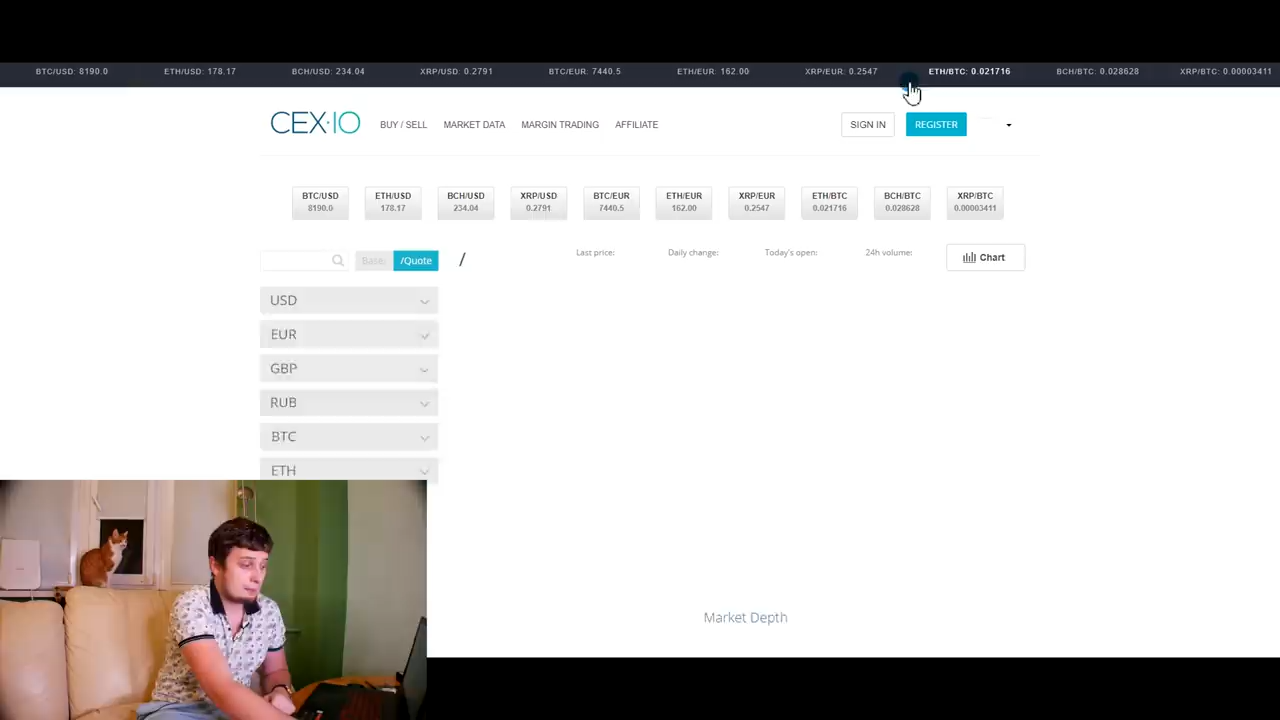 BTC/USD: 8190.0 ETH/USD: 178.17 BCH/USD: 234.04 XRP/USD: 0.2791 BTC/EUR: 7440.5 ETH/EUR: 162.00 XRP/EUR: 0.2547 ETH/BTC: 0.021716 BCH/BTC: 0.028628 XRP/BTC: 0.00003411
CEX·IO BUY / SELL MARKET DATA MARGIN TRADING AFFILIATE SIGN IN REGISTER
BTC/USD ETH/USD BCH/USD XRP/USD BTC/EUR ETH/EUR XRP/EUR ETH/BTC BCH/BTC XRP/BTC
8190.0 178.17 234.04 0.2791 7440.5 162.00 0.2547 0.021716 0.028628 0.00003411
Base/ /Quote / Last price: Daily change: Today's open: 24h volume: Chart
USD
EUR
GBP
RUB
BTC
ETH
Market Depth